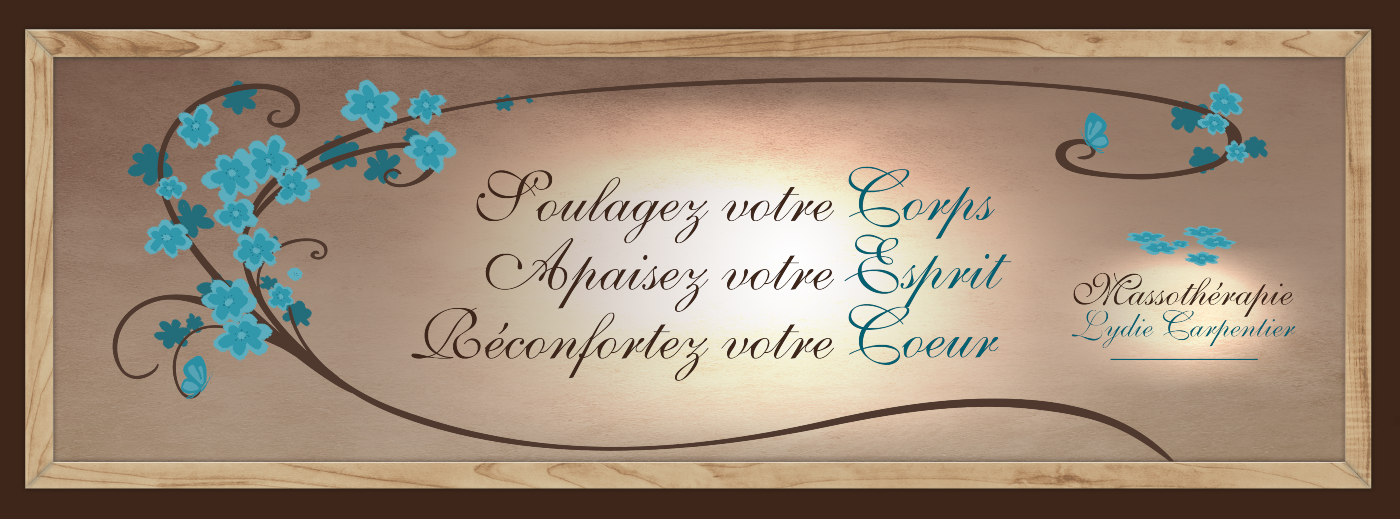 Soulagez votre Corps
Apaisez votre Esprit
Réconfortez votre Coeur
Massothérapie
Lydie Carpentier